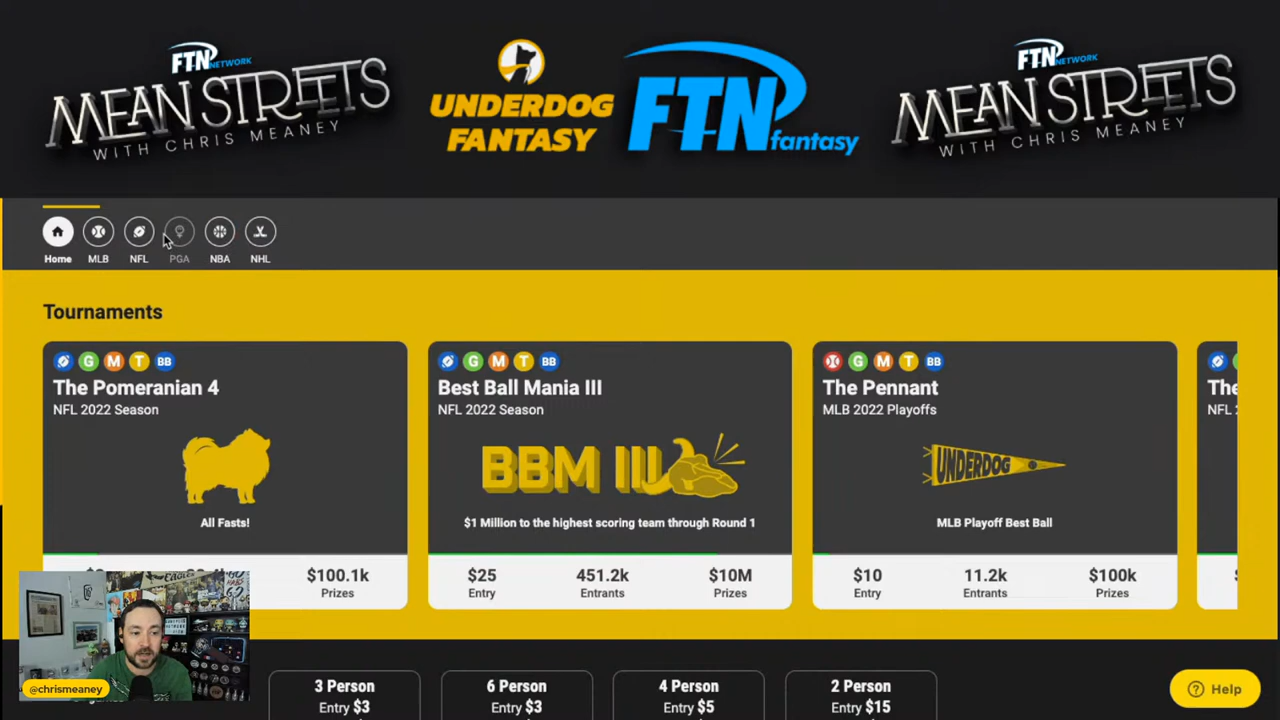 FTN NETWORK
MEAN STREETS
WITH CHRIS MEANEY
UNDERDOG
FANTASY
FTN
fantasy
FTN NETWORK
MEAN STREETS
WITH CHRIS MEANEY
Home
MLB
NFL
PGA
NBA
NHL
Tournaments
G M T BB
The Pomeranian 4
NFL 2022 Season
All Fasts!
$100.1k
Prizes
G M T BB
Best Ball Mania III
NFL 2022 Season
BBM III
$1 Million to the highest scoring team through Round 1
$25
Entry
451.2k
Entrants
$10M
Prizes
G M T BB
The Pennant
MLB 2022 Playoffs
UNDERDOG
MLB Playoff Best Ball
$10
Entry
11.2k
Entrants
$100k
Prizes
@chrismeaney
3 Person
Entry $3
6 Person
Entry $3
4 Person
Entry $5
2 Person
Entry $15
Help